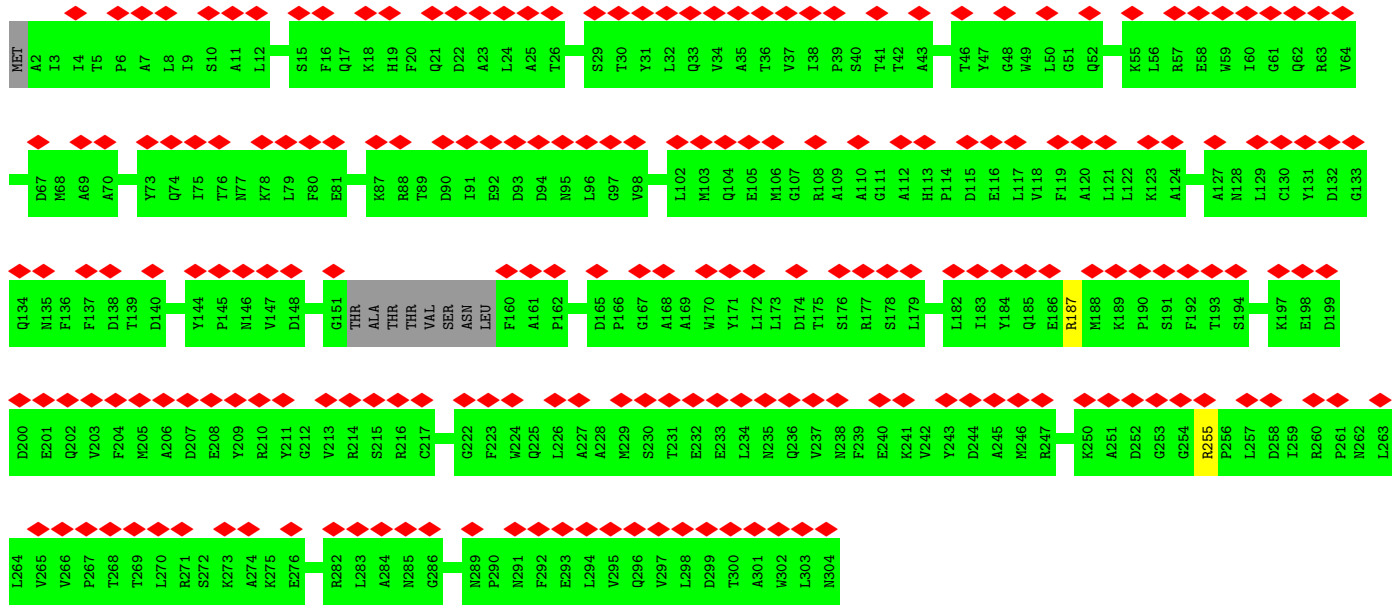 MET A2 I3 I4 T5 P6 A7 L8 I9 S10 A11 L12 S15 F16 Q17 K18 H19 F20 Q21 D22 A23 L24 A25 T26 S29 T30 Y31 L32 Q33 V34 A35 T36 V37 I38 P39 S40 T41 T42 A43 T46 Y47 G48 W49 L50 G51 Q52 K55 L56 R57 E58 W59 I60 G61 Q62 R63 V64
D67 M68 A69 A70 Y73 Q74 I75 T76 N77 K78 L79 F80 E81 K87 R88 T89 D90 I91 E92 D93 D94 N95 L96 G97 V98 L102 M103 Q104 E105 M106 G107 R108 A109 A110 G111 A112 H113 P114 D115 E116 L117 V118 F119 A120 L121 L122 K123 A124 A127 N128 L129 C130 Y131 D132 G133
Q134 N135 F136 F137 D138 T139 D140 Y144 P145 N146 V147 D148 G151 THR ALA THR THR VAL SER ASN LEU F160 A161 P162 D165 P166 G167 A168 A169 W170 Y171 L172 L173 D174 T175 S176 R177 S178 L179 L182 I183 Y184 Q185 E186 R187 M188 K189 P190 S191 F192 T193 S194 K197 E198 D199
D200 E201 Q202 V203 F204 M205 A206 D207 E208 Y209 R210 Y211 G212 V213 R214 S215 R216 C217 G222 F223 W224 Q225 L226 A227 A228 M229 S230 T231 E232 E233 L234 N235 Q236 V237 N238 F239 E240 K241 V242 Y243 D244 A245 M246 R247 K250 A251 D252 G253 G254 R255 P256 L257 D258 I259 R260 P261 N262 L263
L264 V265 V266 P267 T268 T269 L270 R271 S272 K273 A274 K275 E276 R282 L283 A284 N285 G286 N289 P290 N291 F292 E293 L294 V295 Q296 V297 L298 D299 T300 A301 W302 L303 N304